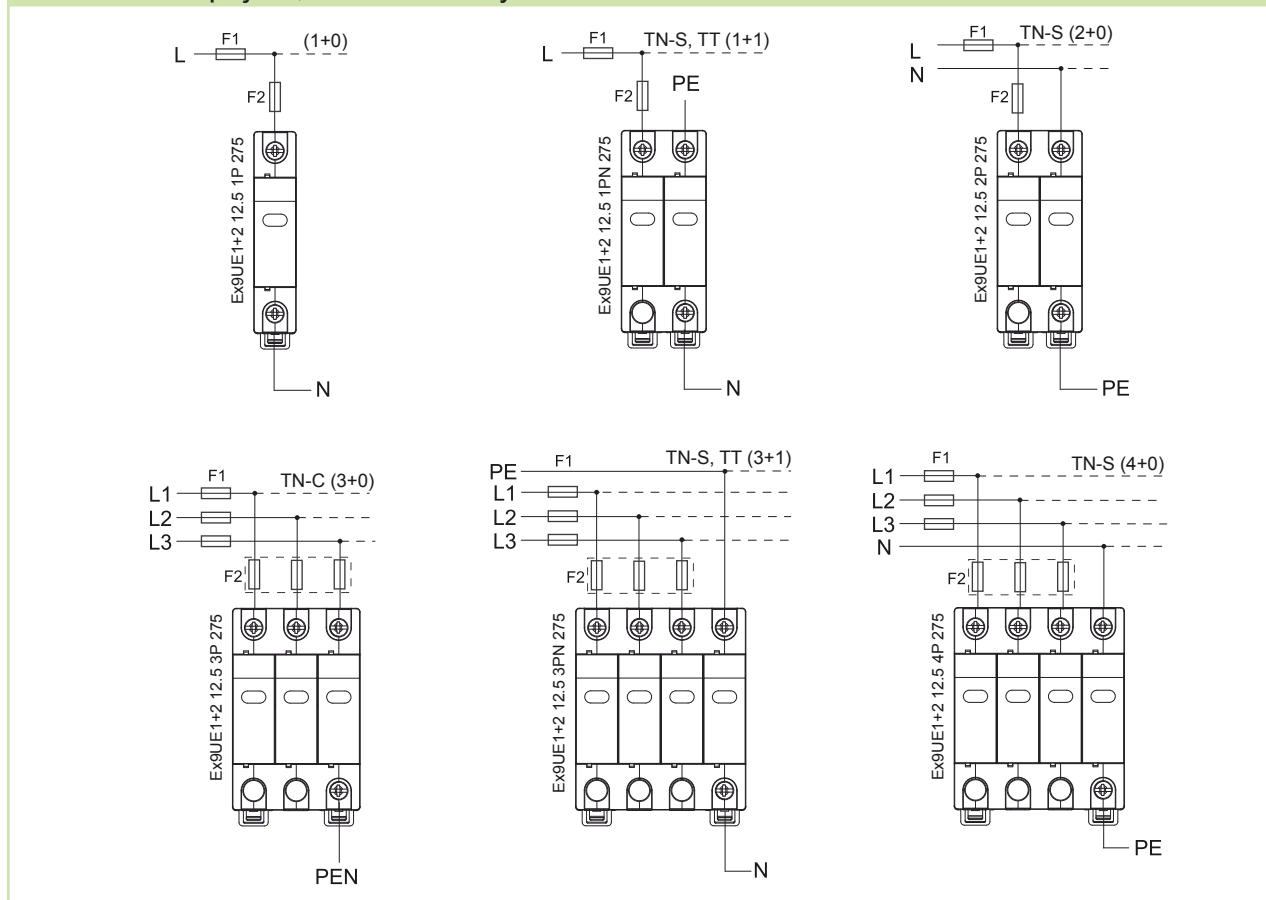 L
F1
(1+0)
F2
Ex9UE1+2 12.5 1P 275
N
L
F1
TN-S, TT (1+1)
F2
PE
Ex9UE1+2 12.5 1PN 275
N
L
F1
TN-S (2+0)
N
F2
Ex9UE1+2 12.5 2P 275
PE
F1
TN-C (3+0)
L1
L2
L3
F2
Ex9UE1+2 12.5 3P 275
PEN
PE
F1
TN-S, TT (3+1)
L1
L2
L3
F2
Ex9UE1+2 12.5 3PN 275
N
F1
TN-S (4+0)
L1
L2
L3
N
F2
Ex9UE1+2 12.5 4P 275
PE